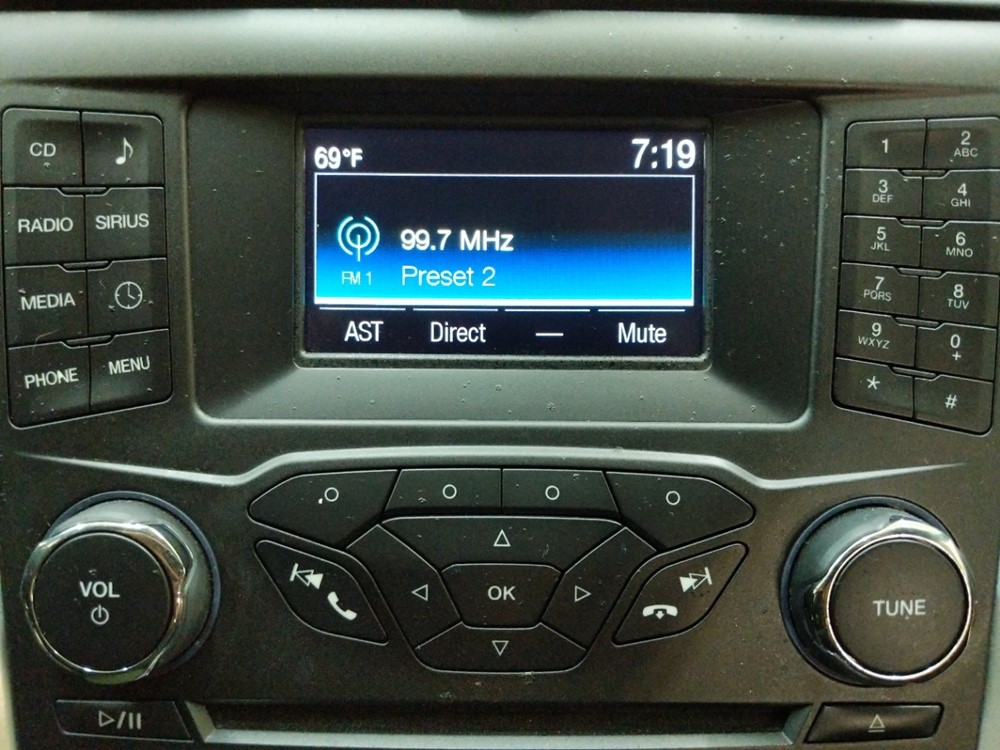 69°F 7:19
99.7 MHz
FM 1 Preset 2
AST Direct — Mute
CD
RADIO SIRIUS
MEDIA
PHONE MENU
1 2 ABC
3 DEF 4 GHI
5 JKL 6 MNO
7 PQRS 8 TUV
9 WXYZ 0 +
* #
VOL
OK
TUNE